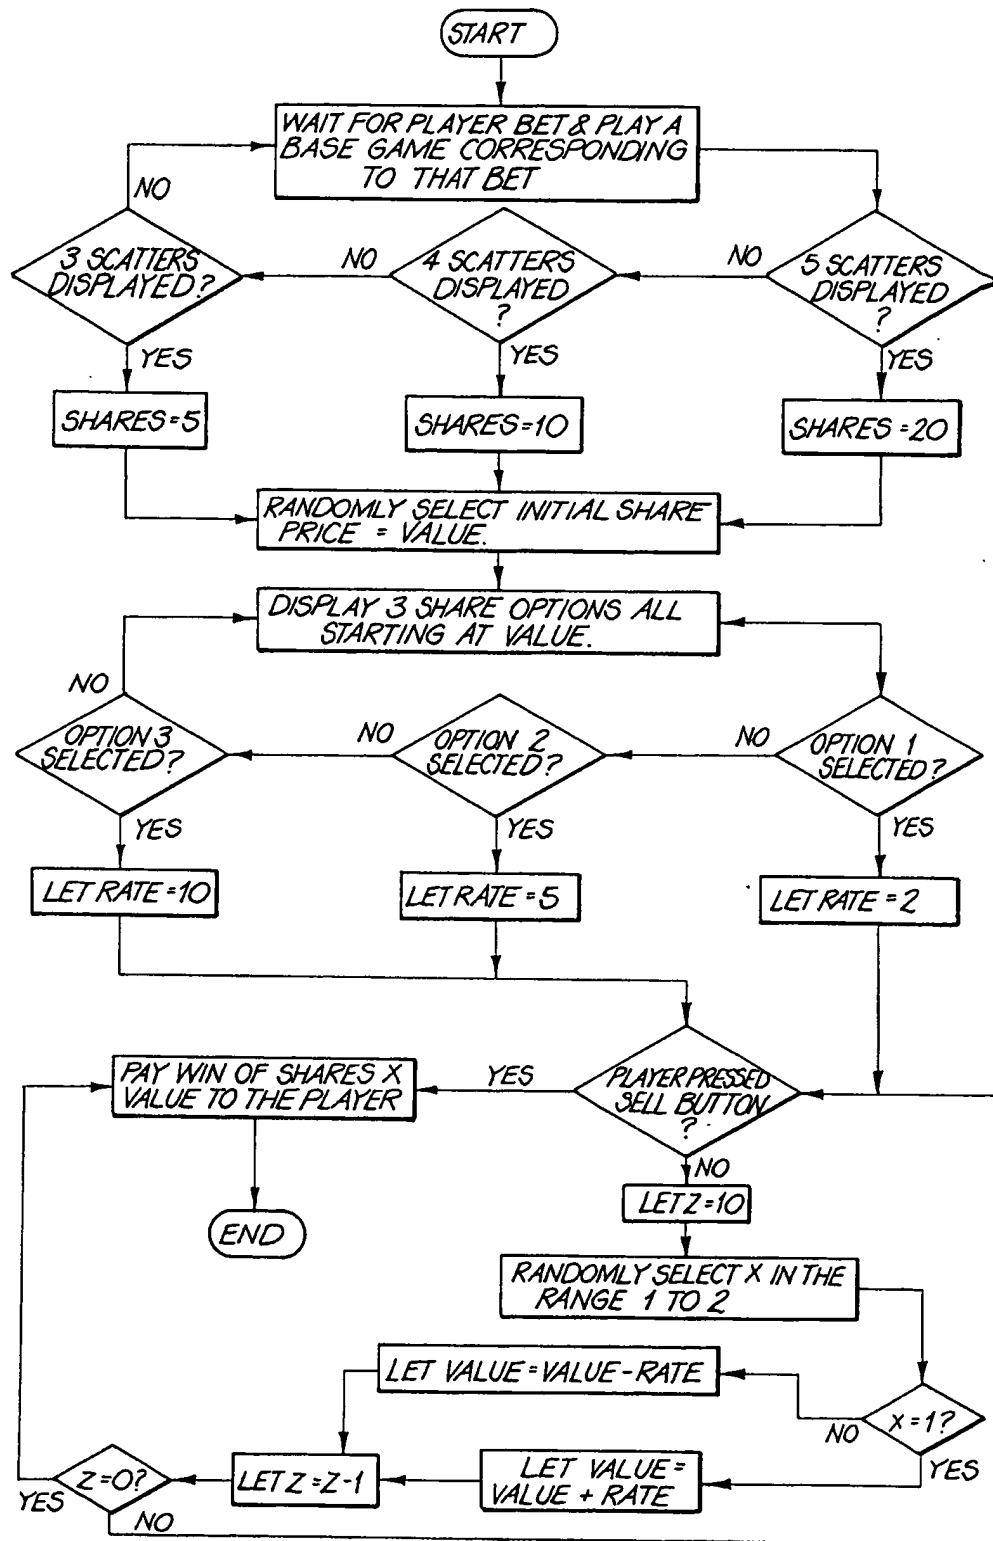 START
WAIT FOR PLAYER BET & PLAY A
BASE GAME CORRESPONDING
TO THAT BET
NO
3 SCATTERS
DISPLAYED?
NO
4 SCATTERS
DISPLAYED
?
NO
5 SCATTERS
DISPLAYED
?
YES
YES
YES
SHARES=5
SHARES=10
SHARES=20
RANDOMLY SELECT INITIAL SHARE
PRICE = VALUE.
DISPLAY 3 SHARE OPTIONS ALL
STARTING AT VALUE.
NO
OPTION 3
SELECTED?
NO
OPTION 2
SELECTED?
NO
OPTION 1
SELECTED?
YES
YES
YES
LET RATE=10
LET RATE=5
LET RATE=2
PAY WIN OF SHARES X
VALUE TO THE PLAYER
YES
PLAYER PRESSED
SELL BUTTON
?
NO
LET Z=10
END
RANDOMLY SELECT X IN THE
RANGE 1 TO 2
LET VALUE=VALUE-RATE
X=1?
NO
YES
LET VALUE=
VALUE + RATE
LET Z=Z-1
Z=0?
YES
NO